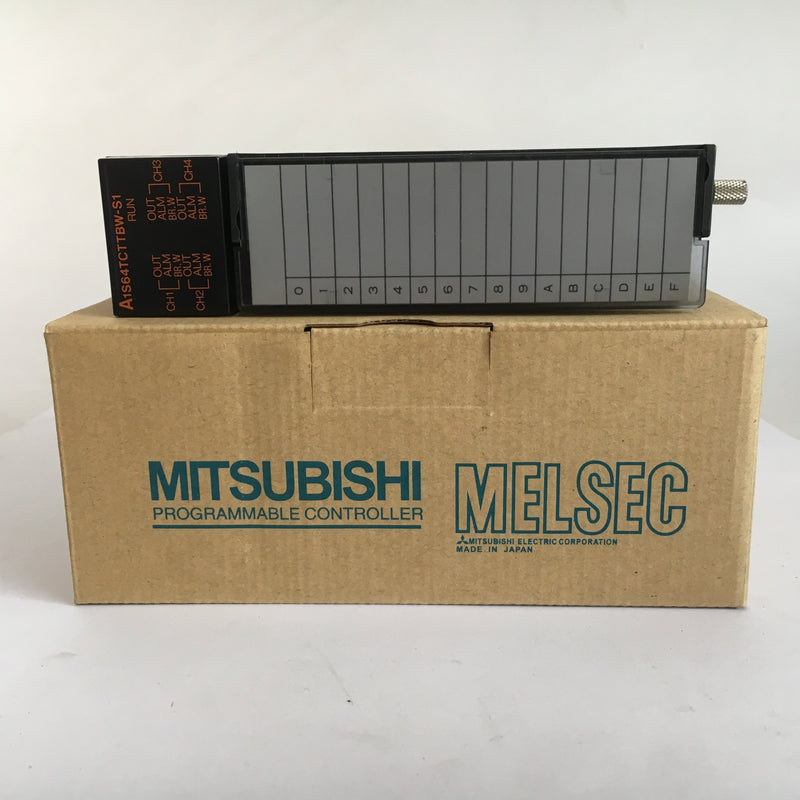 A1S64TCTTBW-S1
RUN
OUT
ALM
BR.W
CH1
OUT
ALM
BR.W
CH2
OUT
ALM
BR.W
CH3
OUT
ALM
BR.W
CH4
0 1 2 3 4 5 6 7 8 9 A B C D E F
MITSUBISHI
PROGRAMMABLE CONTROLLER
MELSEC
MITSUBISHI ELECTRIC CORPORATION
MADE IN JAPAN